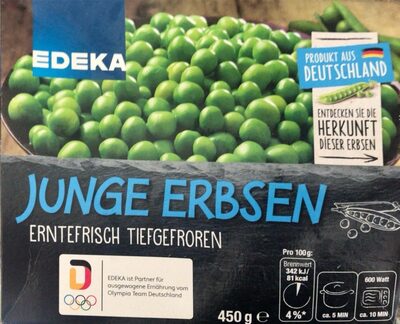 EDEKA
PRODUKT AUS
DEUTSCHLAND
ENTDECKEN SIE DIE
HERKUNFT
DIESER ERBSEN
JUNGE ERBSEN
ERNTEFRISCH TIEFGEFROREN
EDEKA ist Partner für
ausgewogene Ernährung vom
Olympia Team Deutschland
450 g ℮
Pro 100g:
Brennwert
342 kJ/
81 kcal
4%*
ca. 5 MIN
600 Watt
ca. 10 MIN